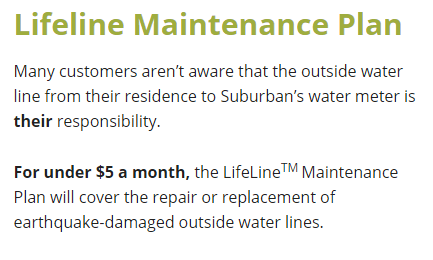 Lifeline Maintenance Plan
Many customers aren't aware that the outside water
line from their residence to Suburban's water meter is
their responsibility.
For under $5 a month, the LifeLine™ Maintenance
Plan will cover the repair or replacement of
earthquake-damaged outside water lines.